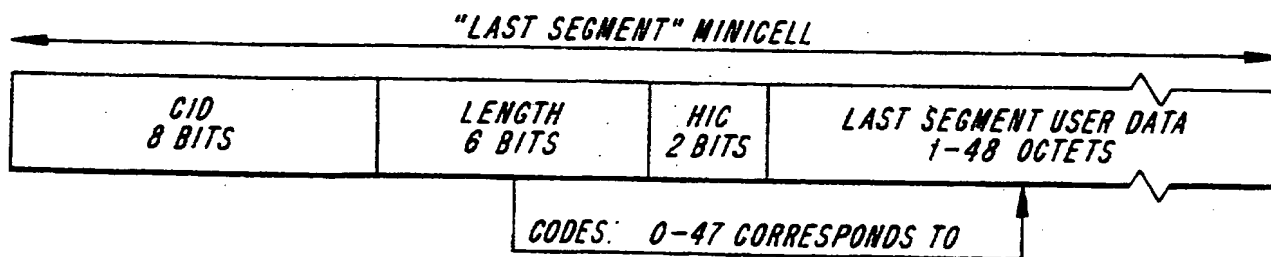 "LAST SEGMENT" MINICELL
CID
8 BITS
LENGTH
6 BITS
HIC
2 BITS
LAST SEGMENT USER DATA
1-48 OCTETS
CODES: 0-47 CORRESPONDS TO